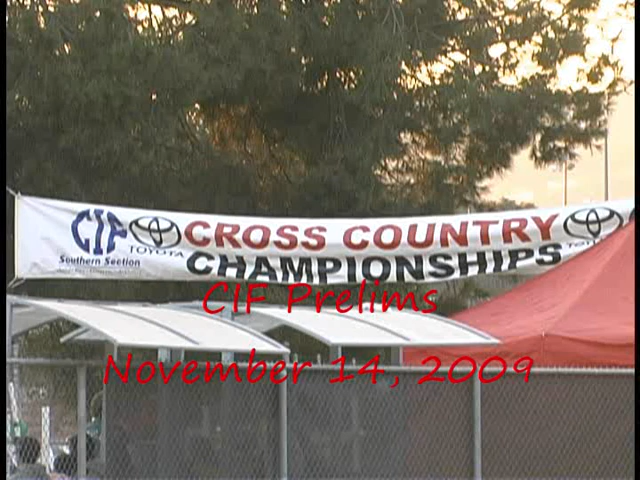 CIF
Southern Section
TOYOTA
CROSS COUNTRY
CHAMPIONSHIPS
CIF Prelims
November 14, 2009